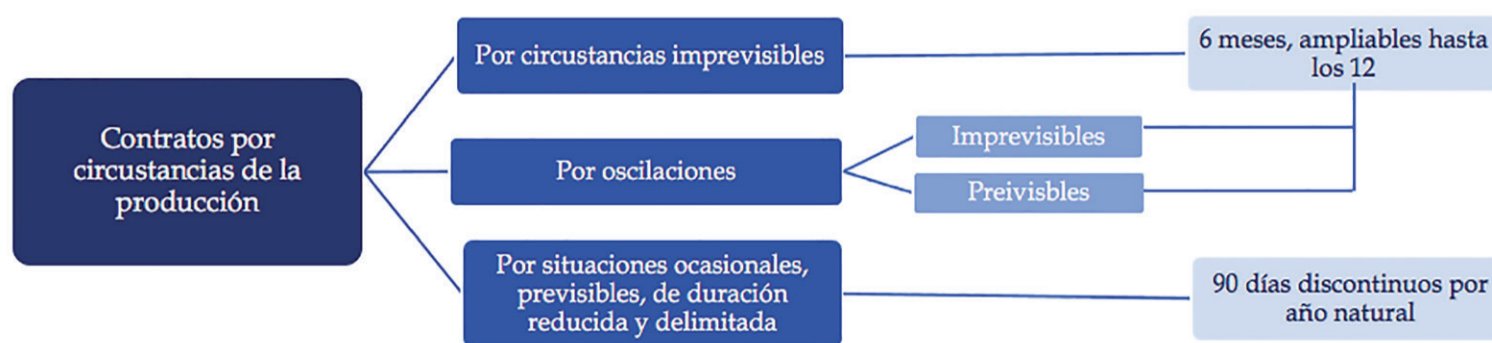 Contratos por
circustancias de la
producción
Por circustancias imprevisibles
6 meses, ampliables hasta
los 12
Por oscilaciones
Imprevisibles
Preivisbles
Por situaciones ocasionales,
previsibles, de duración
reducida y delimitada
90 días discontinuos por
año natural